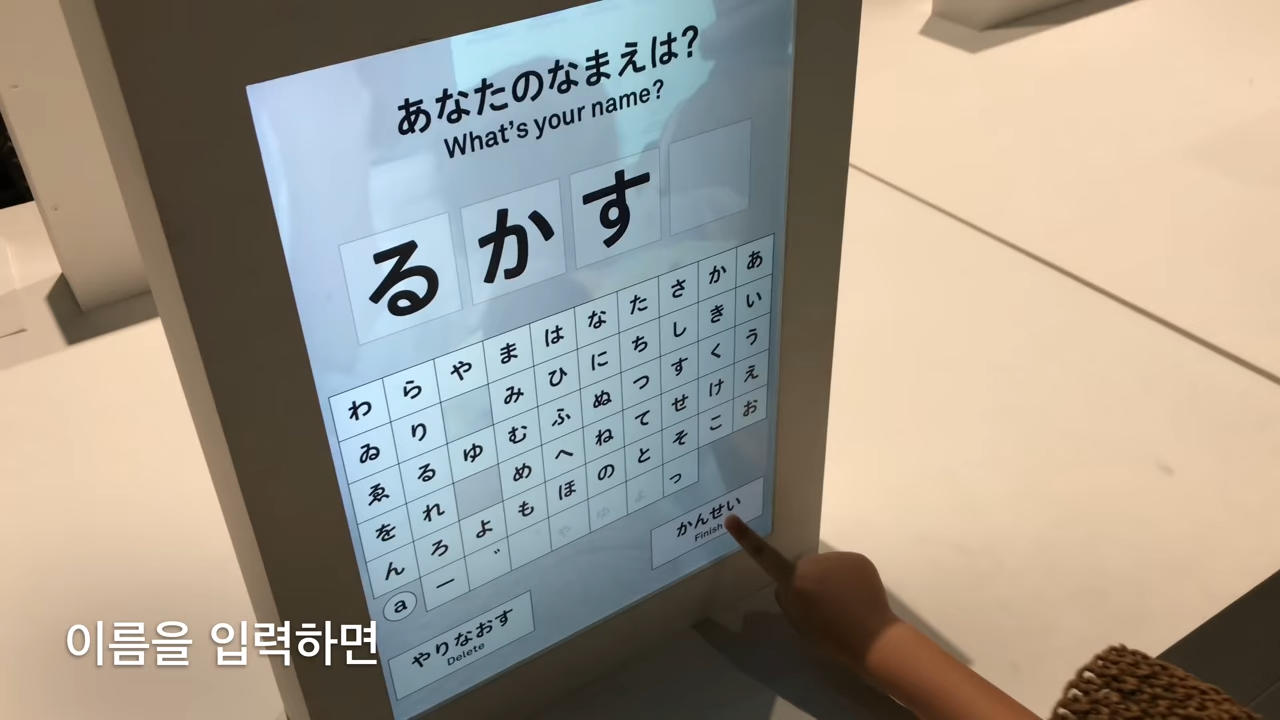 あなたのなまえは?
What's your name?
る か す
わ ら や ま は な た さ か あ
ゐ り み ひ に ち し き い
ゑ る ゆ む ふ ぬ つ す く う
を れ め へ ね て せ け え
ん ろ よ も ほ の と そ こ お
a ー ゛ や ゆ ょ っ
かんせい
Finish
やりなおす
Delete
이름을 입력하면